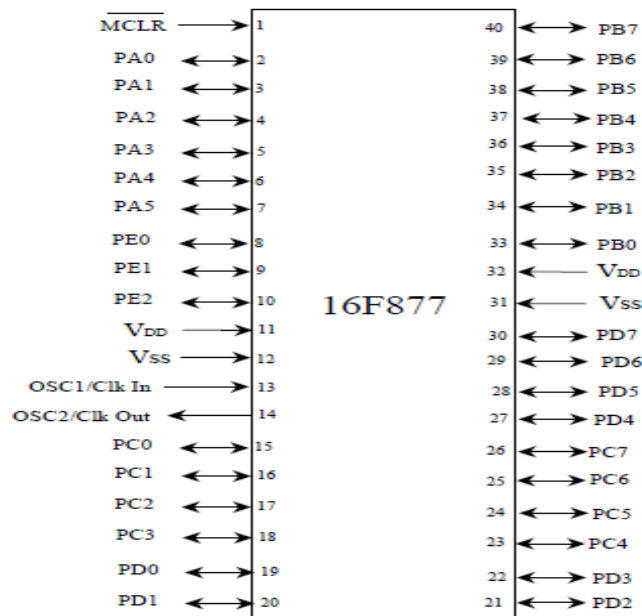 MCLR 1 40 PB7
PA0 2 39 PB6
PA1 3 38 PB5
PA2 4 37 PB4
PA3 5 36 PB3
PA4 6 35 PB2
PA5 7 34 PB1
PE0 8 33 PB0
PE1 9 32 VDD
PE2 10 16F877 31 VSS
VDD 11 30 PD7
VSS 12 29 PD6
OSC1/Clk In 13 28 PD5
OSC2/Clk Out 14 27 PD4
PC0 15 26 PC7
PC1 16 25 PC6
PC2 17 24 PC5
PC3 18 23 PC4
PD0 19 22 PD3
PD1 20 21 PD2